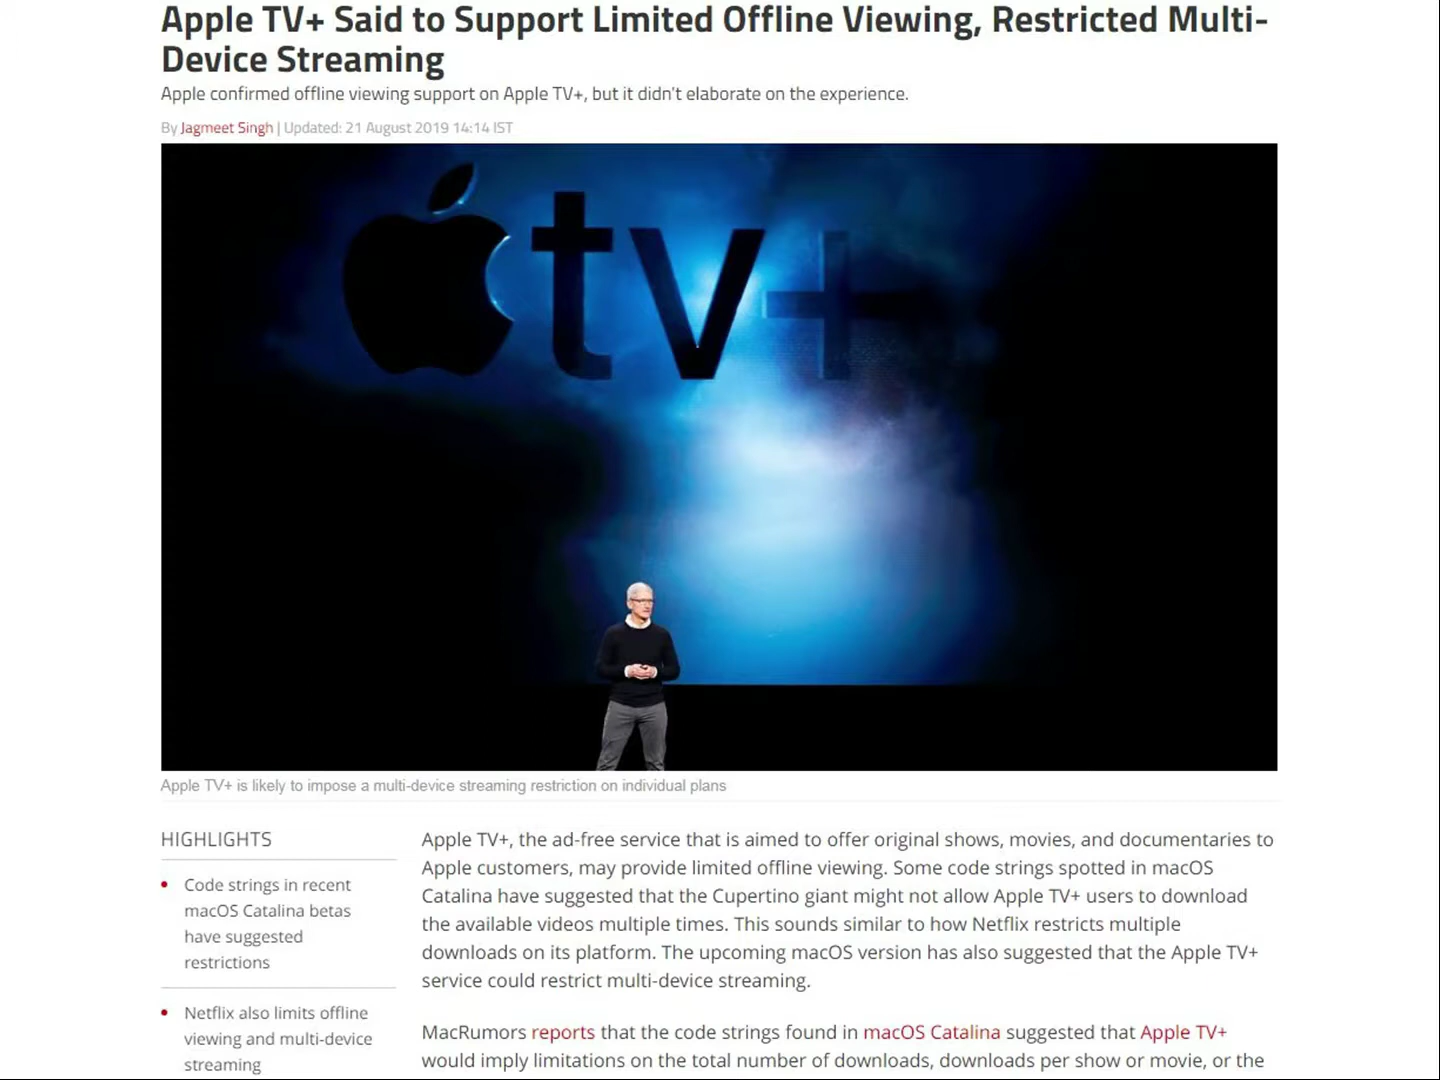 Apple TV+ Said to Support Limited Offline Viewing, Restricted Multi-
Device Streaming
Apple confirmed offline viewing support on Apple TV+, but it didn't elaborate on the experience.
By Jagmeet Singh | Updated: 21 August 2019 14:14 IST
tv+
Apple TV+ is likely to impose a multi-device streaming restriction on individual plans
HIGHLIGHTS
Code strings in recent
macOS Catalina betas
have suggested
restrictions
Netflix also limits offline
viewing and multi-device
streaming
Apple TV+, the ad-free service that is aimed to offer original shows, movies, and documentaries to
Apple customers, may provide limited offline viewing. Some code strings spotted in macOS
Catalina have suggested that the Cupertino giant might not allow Apple TV+ users to download
the available videos multiple times. This sounds similar to how Netflix restricts multiple
downloads on its platform. The upcoming macOS version has also suggested that the Apple TV+
service could restrict multi-device streaming.
MacRumors reports that the code strings found in macOS Catalina suggested that Apple TV+
would imply limitations on the total number of downloads, downloads per show or movie, or the